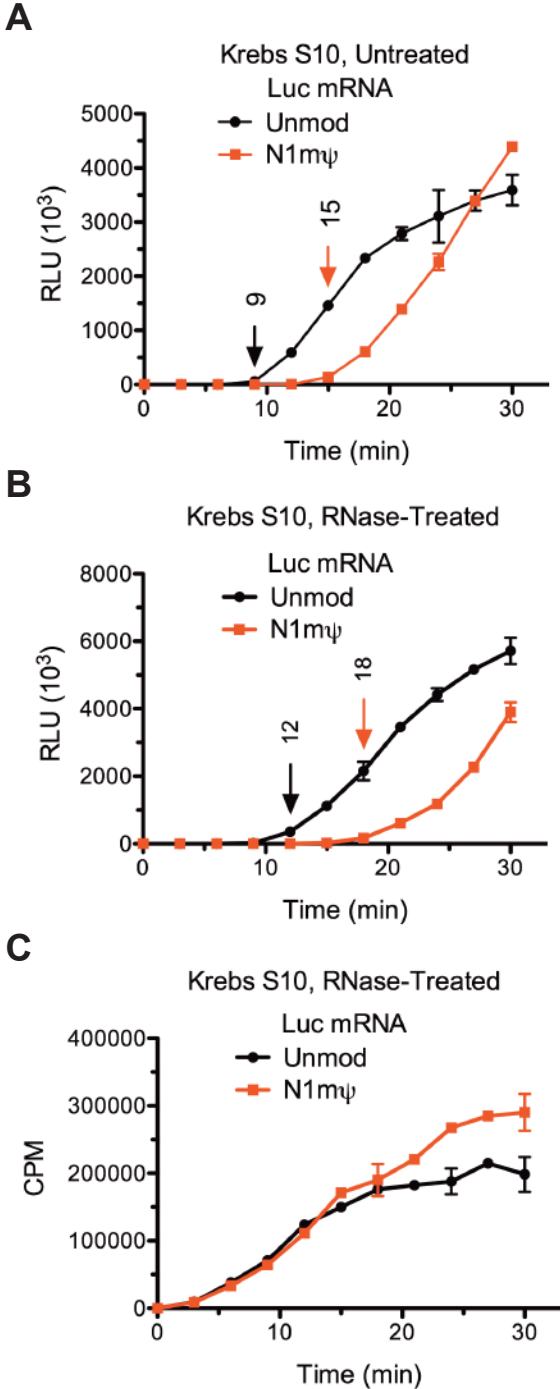 A
Krebs S10, Untreated
Luc mRNA
Unmod
N1mψ
5000
4000
3000
2000
1000
0
RLU (10³)
9
15
0 10 20 30
Time (min)
B
Krebs S10, RNase-Treated
Luc mRNA
Unmod
N1mψ
8000
6000
4000
2000
0
RLU (10³)
12
18
0 10 20 30
Time (min)
C
Krebs S10, RNase-Treated
Luc mRNA
Unmod
N1mψ
400000
300000
200000
100000
0
CPM
0 10 20 30
Time (min)